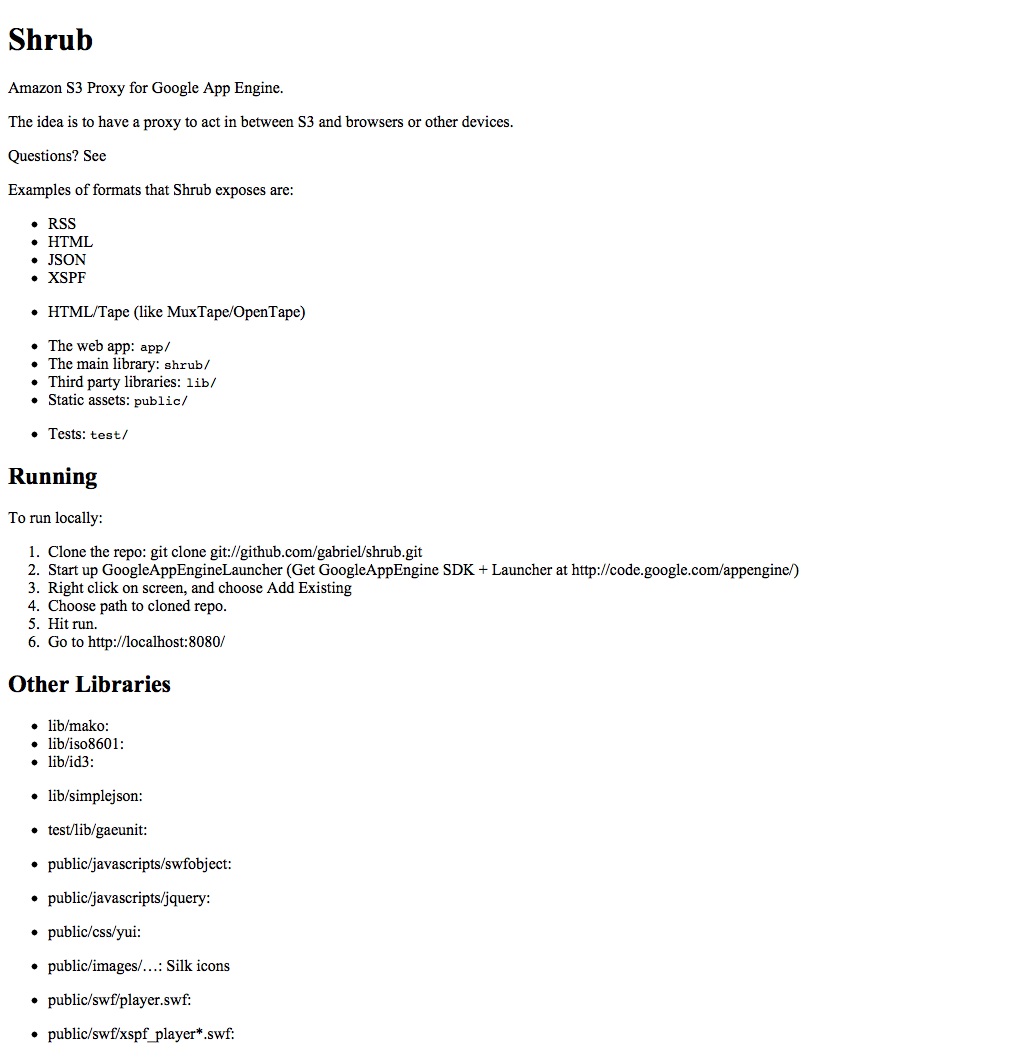 Shrub
Amazon S3 Proxy for Google App Engine.
The idea is to have a proxy to act in between S3 and browsers or other devices.
Questions? See
Examples of formats that Shrub exposes are:
• RSS
• HTML
• JSON
• XSPF
• HTML/Tape (like MuxTape/OpenTape)
• The web app: app/
• The main library: shrub/
• Third party libraries: lib/
• Static assets: public/
• Tests: test/
Running
To run locally:
1. Clone the repo: git clone git://github.com/gabriel/shrub.git
2. Start up GoogleAppEngineLauncher (Get GoogleAppEngine SDK + Launcher at http://code.google.com/appengine/)
3. Right click on screen, and choose Add Existing
4. Choose path to cloned repo.
5. Hit run.
6. Go to http://localhost:8080/
Other Libraries
• lib/mako:
• lib/iso8601:
• lib/id3:
• lib/simplejson:
• test/lib/gaeunit:
• public/javascripts/swfobject:
• public/javascripts/jquery:
• public/css/yui:
• public/images/…: Silk icons
• public/swf/player.swf:
• public/swf/xspf_player*.swf: